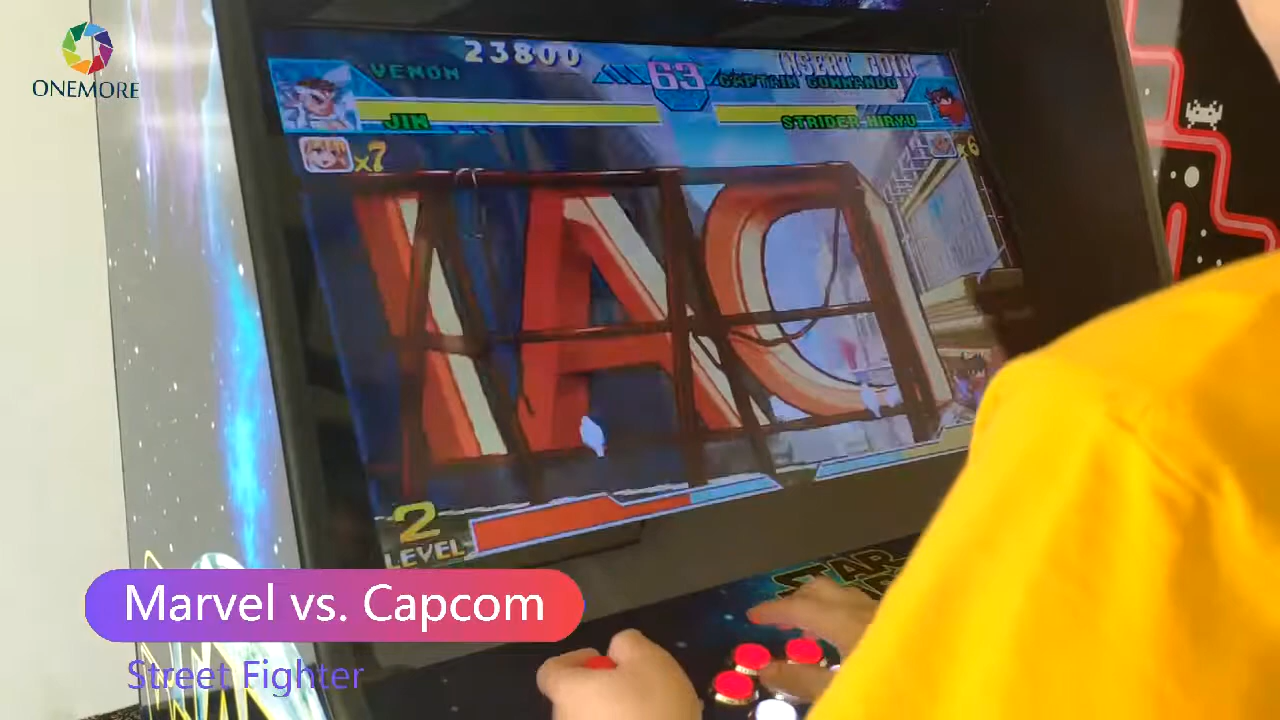 ONEMORE
23800
INSERT COIN
VENOM
63
CAPTAIN COMMANDO
JIN
STRIDER HIRYU
x7
x6
2
LEVEL
STAR
Marvel vs. Capcom
Street Fighter